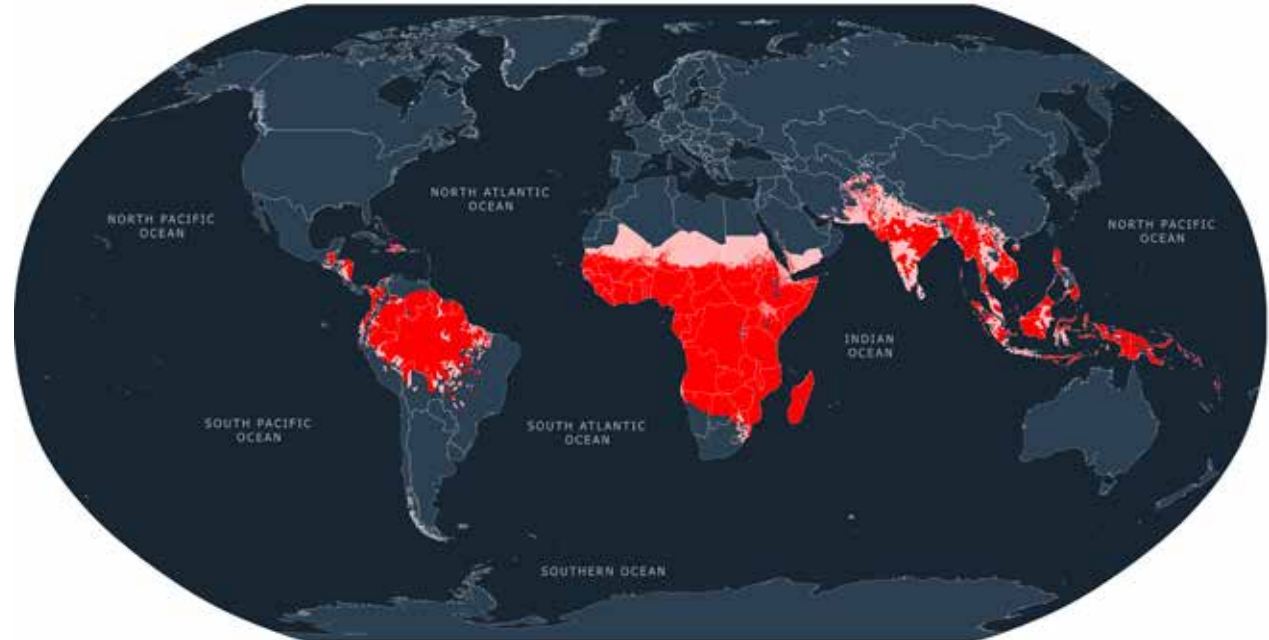 NORTH ATLANTIC
OCEAN
NORTH PACIFIC
OCEAN
NORTH PACIFIC
OCEAN
INDIAN
OCEAN
SOUTH PACIFIC
OCEAN
SOUTH ATLANTIC
OCEAN
SOUTHERN OCEAN